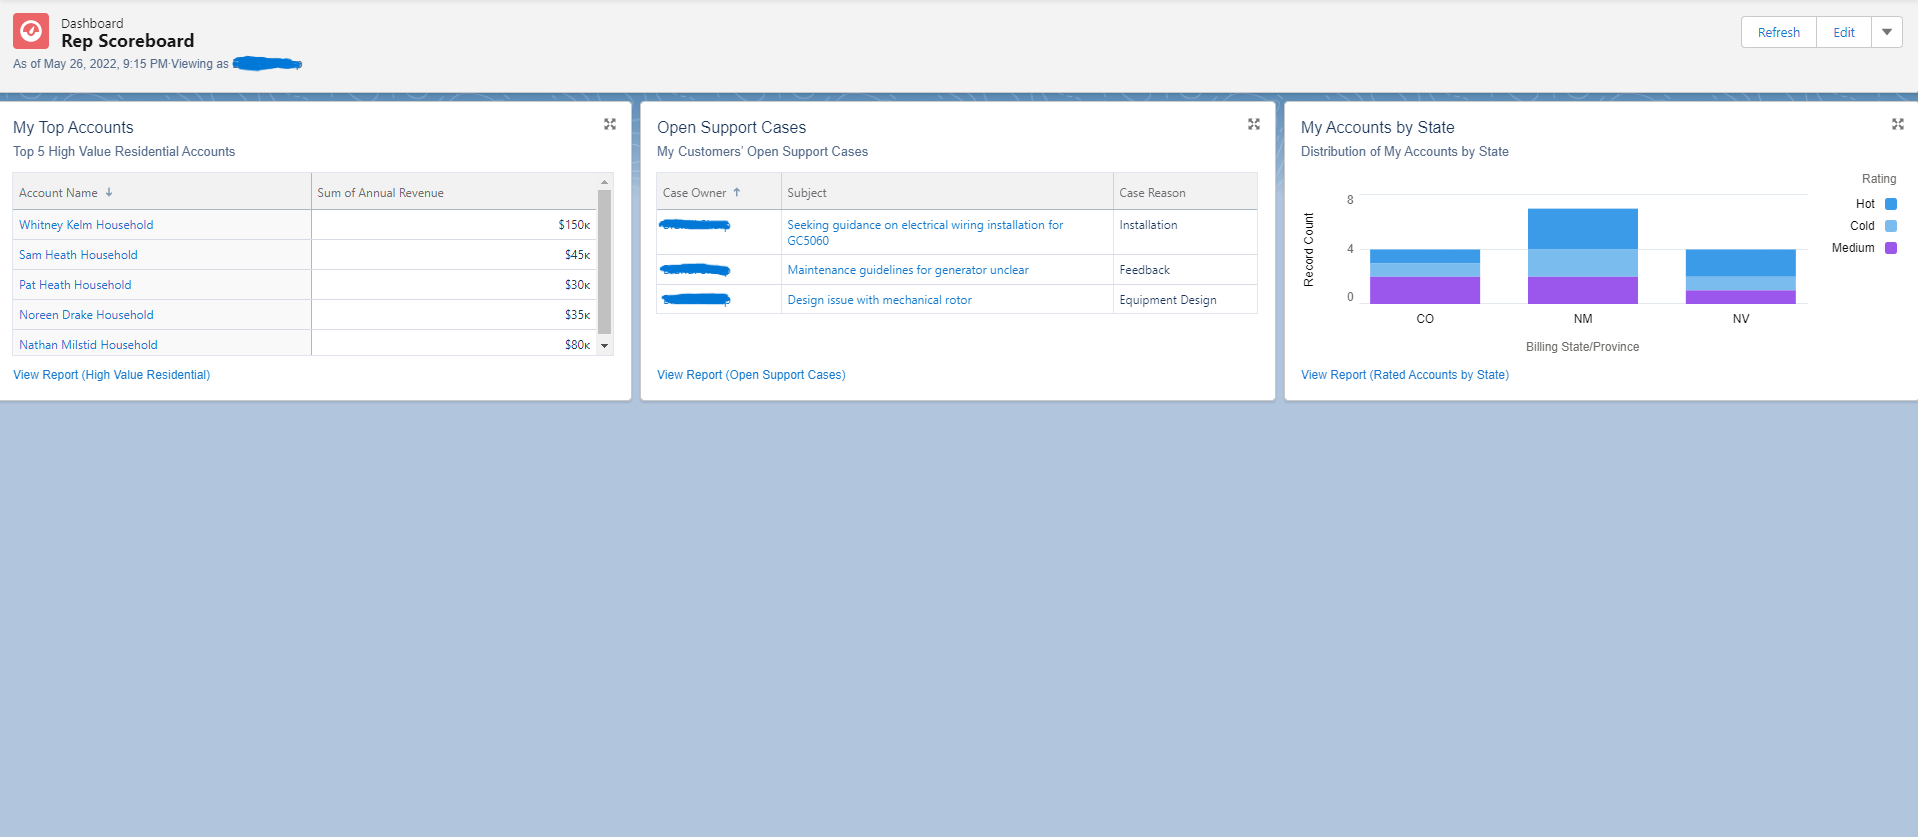 Dashboard
Rep Scoreboard
As of May 26, 2022, 9:15 PM·Viewing as
Refresh
Edit
My Top Accounts
Top 5 High Value Residential Accounts
Account Name ↓ Sum of Annual Revenue
Whitney Kelm Household $150K
Sam Heath Household $45K
Pat Heath Household $30K
Noreen Drake Household $35K
Nathan Milstid Household $80K
View Report (High Value Residential)
Open Support Cases
My Customers' Open Support Cases
Case Owner ↑ Subject Case Reason
Seeking guidance on electrical wiring installation for Installation
GC5060
Maintenance guidelines for generator unclear Feedback
Design issue with mechanical rotor Equipment Design
View Report (Open Support Cases)
My Accounts by State
Distribution of My Accounts by State
Rating
Hot
Cold
Medium
Record Count
8
4
0
CO NM NV
Billing State/Province
View Report (Rated Accounts by State)